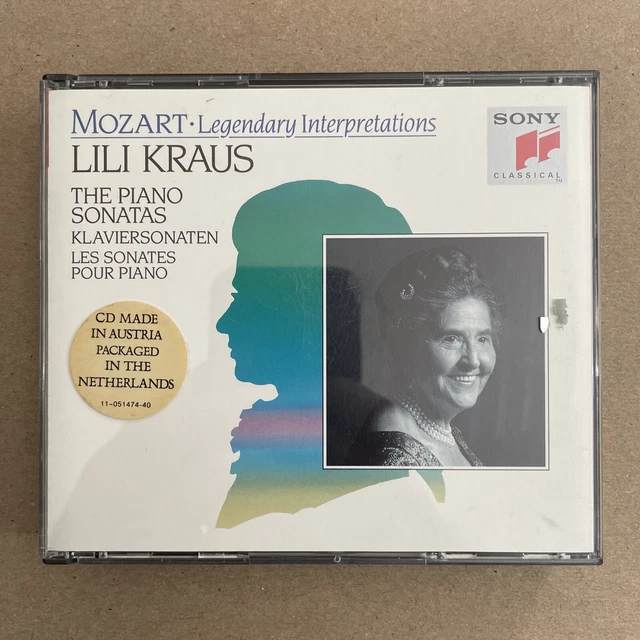 MOZART · Legendary Interpretations
LILI KRAUS
THE PIANO
SONATAS
KLAVIERSONATEN
LES SONATES
POUR PIANO
SONY
CLASSICAL
TM
CD MADE
IN AUSTRIA
PACKAGED
IN THE
NETHERLANDS
11-051474-40